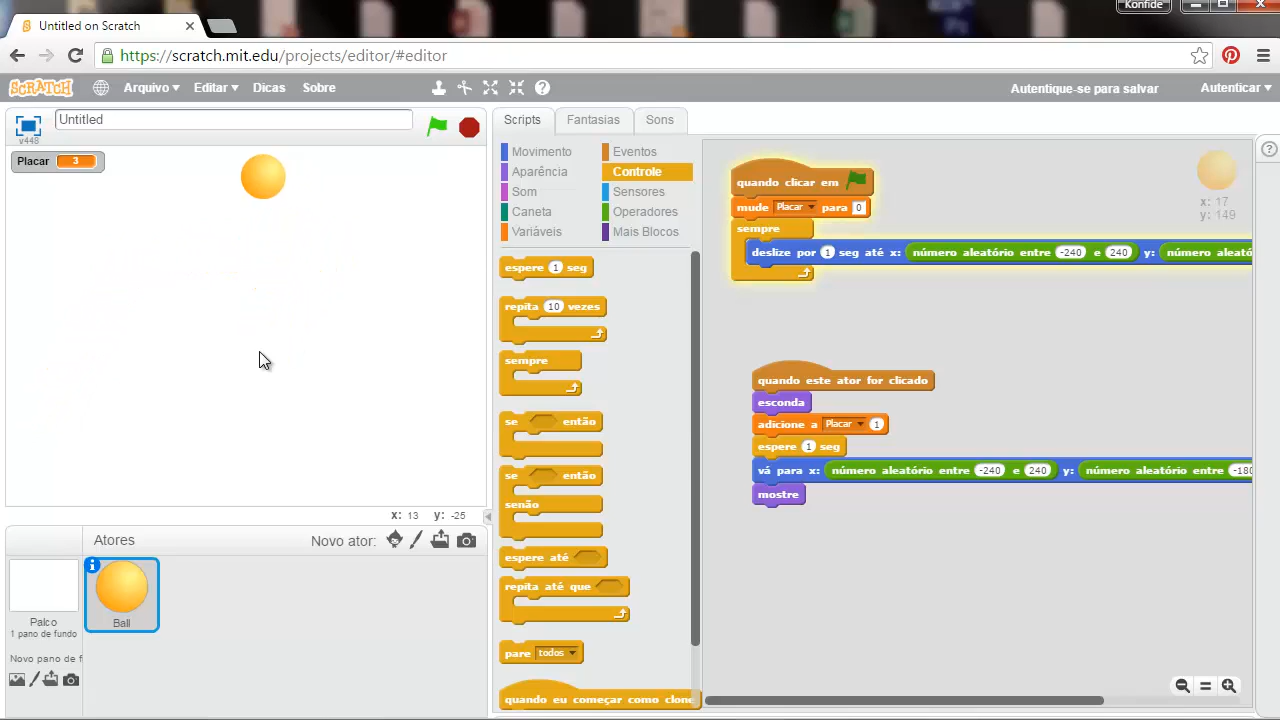 Konfide
Untitled on Scratch
https://scratch.mit.edu/projects/editor/#editor
SCRATCH
Arquivo
Editar
Dicas
Sobre
Autentique-se para salvar
Autenticar
v448
Untitled
Placar 3
x: 13 y: -25
Scripts
Fantasias
Sons
Movimento
Eventos
Aparência
Controle
Som
Sensores
Caneta
Operadores
Variáveis
Mais Blocos
espere 1 seg
repita 10 vezes
sempre
se então
se então
senão
espere até
repita até que
pare todos
quando eu começar como clone
quando clicar em
mude Placar para 0
sempre
deslize por 1 seg até x: número aleatório entre -240 e 240 y: número aleató
x: 17
y: 149
quando este ator for clicado
esconda
adicione a Placar 1
espere 1 seg
vá para x: número aleatório entre -240 e 240 y: número aleatório entre -180
mostre
Atores
Novo ator:
Palco
1 pano de fundo
Novo pano de f
Ball